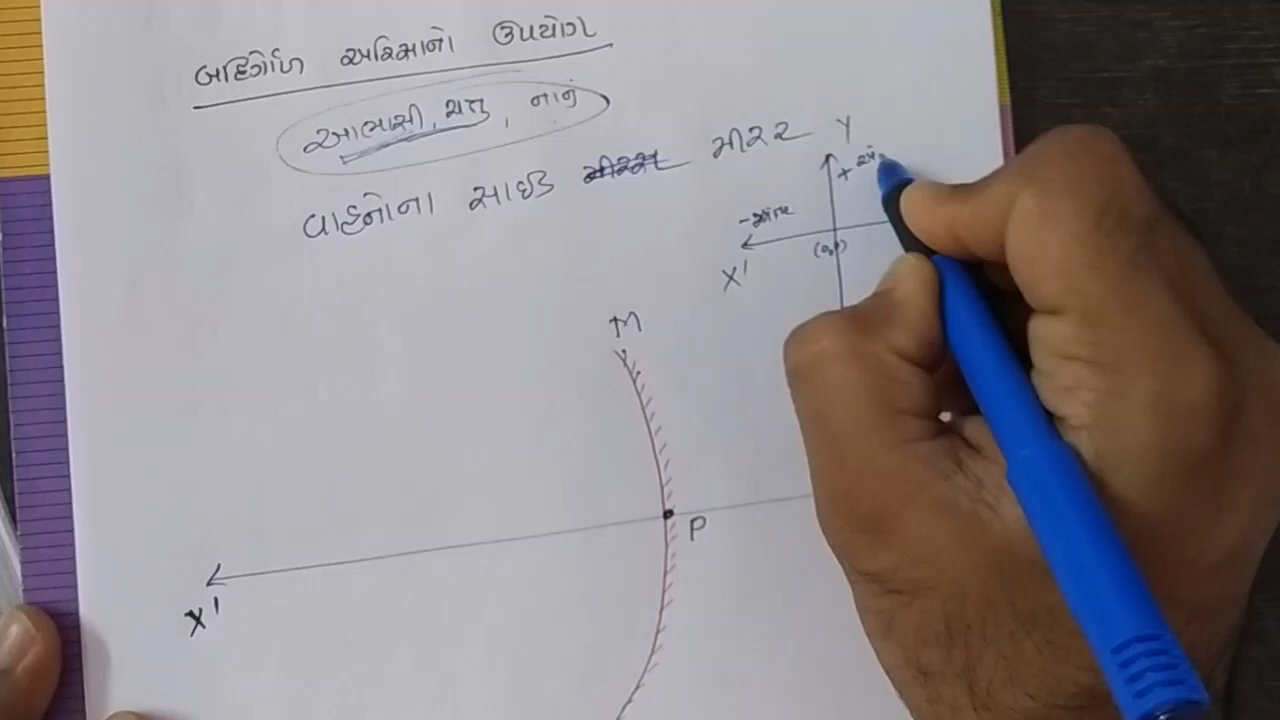 બહિર્ગોળ અરિસાનો ઉપયોગ
આભાસી, ચત્તુ, નાનું
વાહનોના સાઇડ મીરર
Y
+
X'
(0,0)
M
P
X'